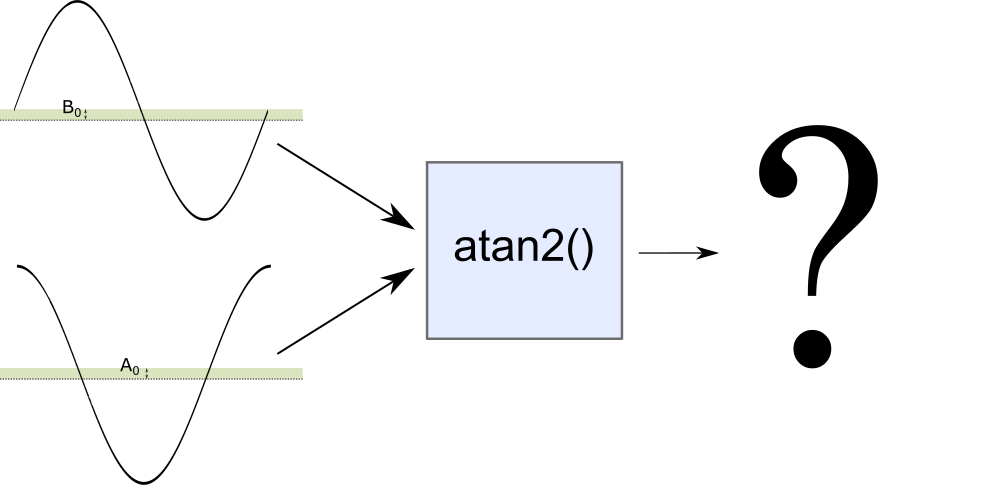 B₀
A₀
atan2()
?